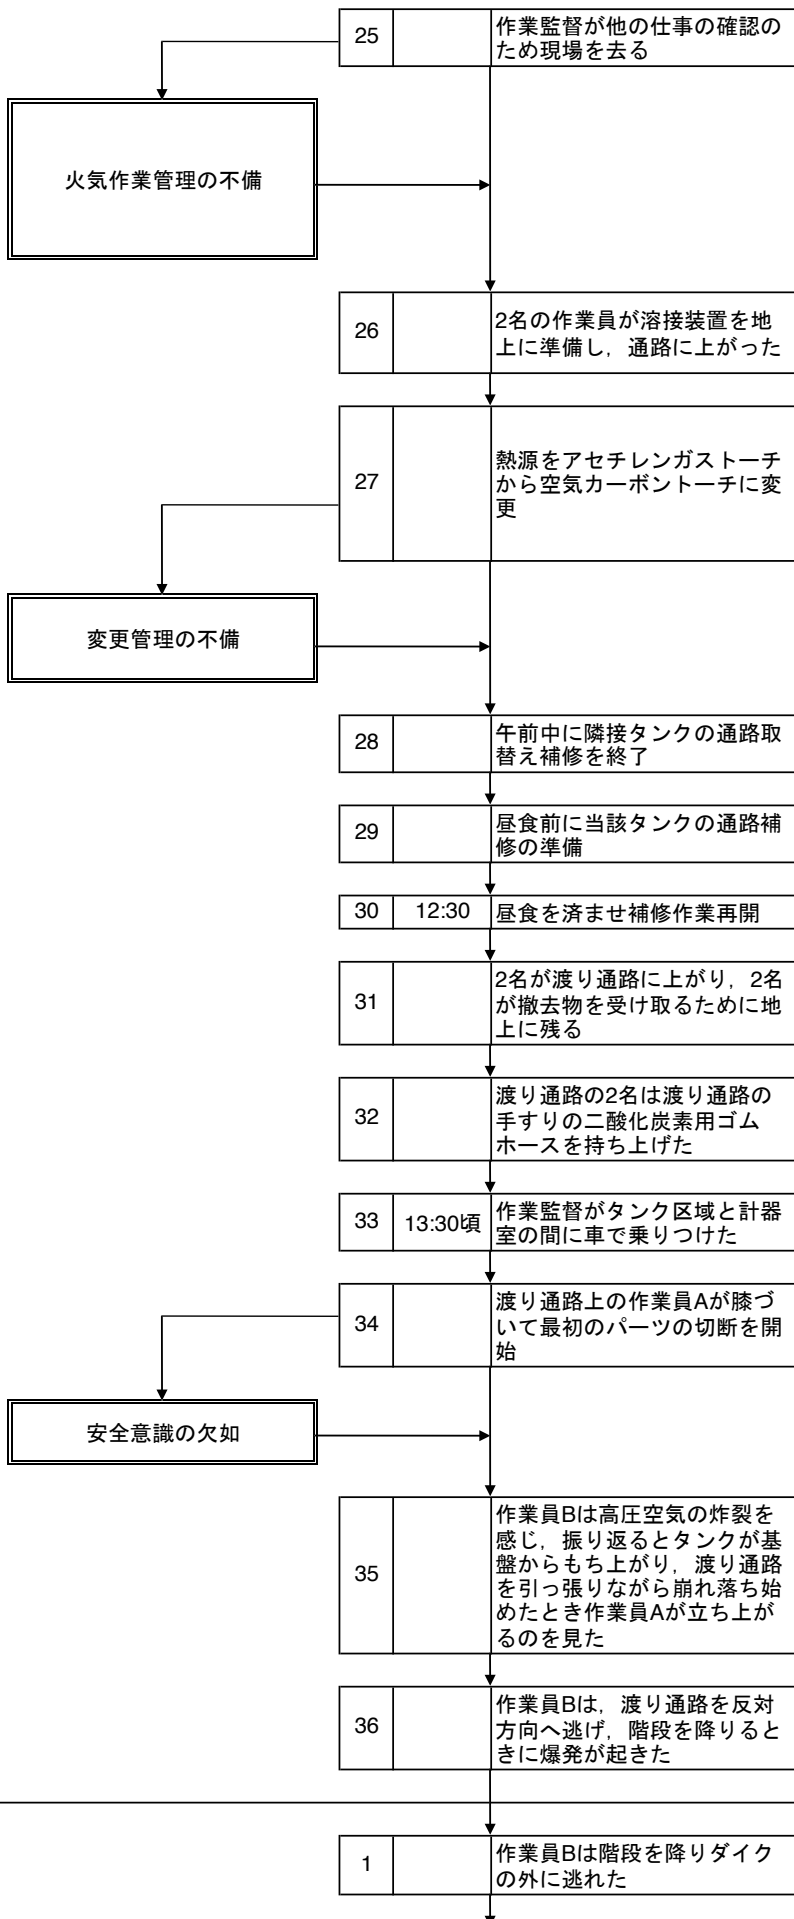 25
作業監督が他の仕事の確認の
ため現場を去る
火気作業管理の不備
26
2名の作業員が溶接装置を地
上に準備し，通路に上がった
27
熱源をアセチレンガストーチ
から空気カーボントーチに変
更
変更管理の不備
28
午前中に隣接タンクの通路取
替え補修を終了
29
昼食前に当該タンクの通路補
修の準備
30
12:30
昼食を済ませ補修作業再開
31
2名が渡り通路に上がり，2名
が撤去物を受け取るために地
上に残る
32
渡り通路の2名は渡り通路の
手すりの二酸化炭素用ゴム
ホースを持ち上げた
33
13:30頃
作業監督がタンク区域と計器
室の間に車で乗りつけた
34
渡り通路上の作業員Aが膝づ
いて最初のパーツの切断を開
始
安全意識の欠如
35
作業員Bは高圧空気の炸裂を
感じ，振り返るとタンクが基
盤からもち上がり，渡り通路
を引っ張りながら崩れ落ち始
めたとき作業員Aが立ち上が
るのを見た
36
作業員Bは，渡り通路を反対
方向へ逃げ，階段を降りると
きに爆発が起きた
1
作業員Bは階段を降りダイク
の外に逃れた